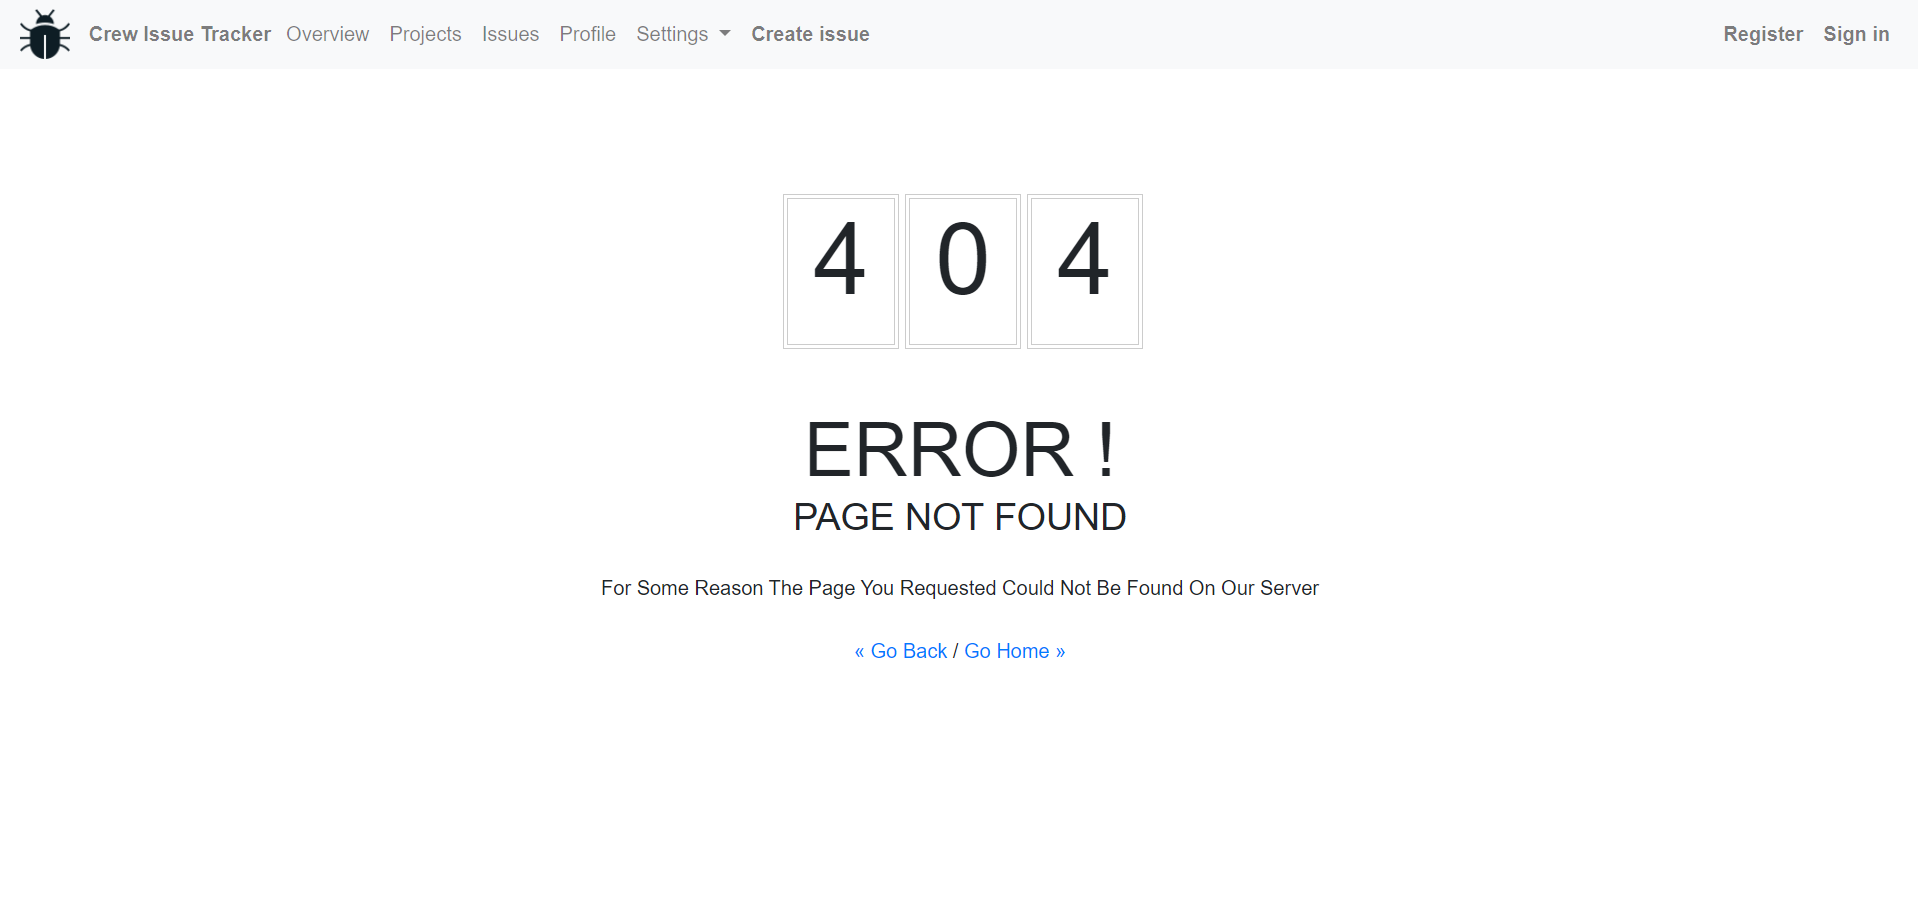 Crew Issue Tracker Overview Projects Issues Profile Settings Create issue Register Sign in
4 0 4
ERROR !
PAGE NOT FOUND
For Some Reason The Page You Requested Could Not Be Found On Our Server
« Go Back / Go Home »